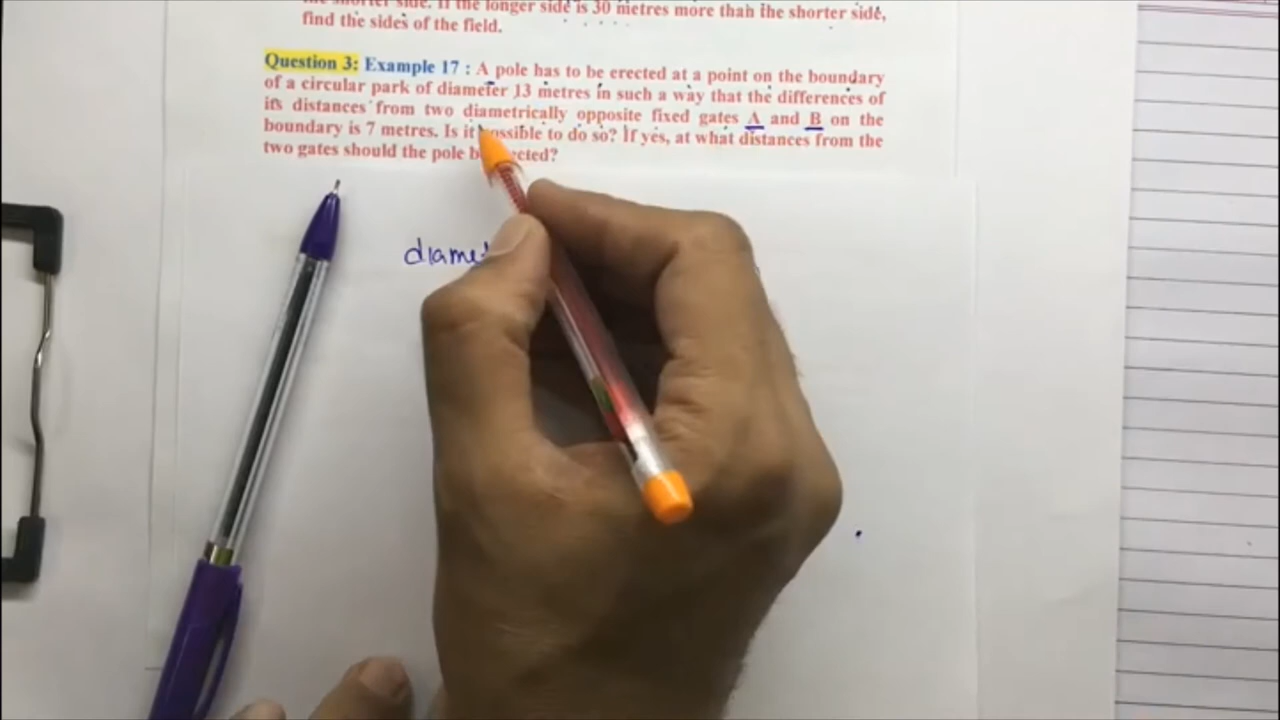 the shorter side. If the longer side is 30 metres more than the shorter side,
find the sides of the field.
Question 3: Example 17 : A pole has to be erected at a point on the boundary
of a circular park of diameter 13 metres in such a way that the differences of
its distances from two diametrically opposite fixed gates A and B on the
boundary is 7 metres. Is it possible to do so? If yes, at what distances from the
two gates should the pole be
diame